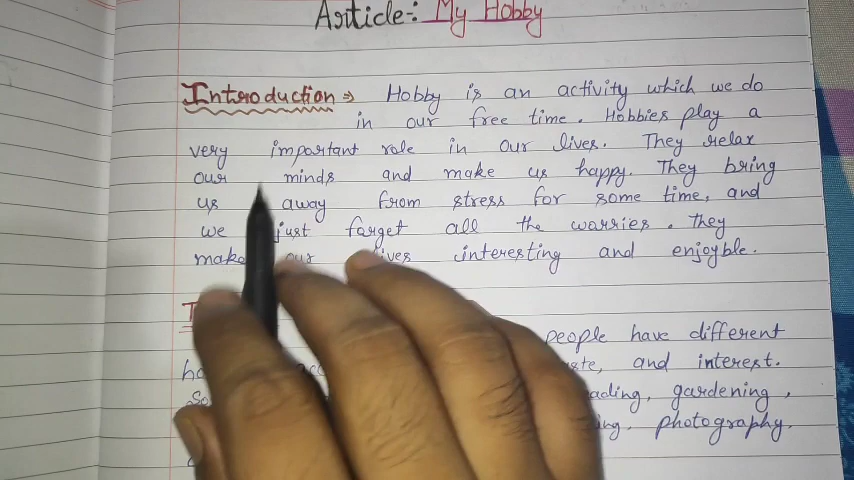 Article:- My Hobby
Introduction → Hobby is an activity which we do
in our free time. Hobbies play a
very important role in our lives. They relax
our minds and make us happy. They bring
us away from stress for some time, and
we just forget all the worries. They
make our lives interesting and enjoyble.
people have different
and interest.
gardening,
photography.